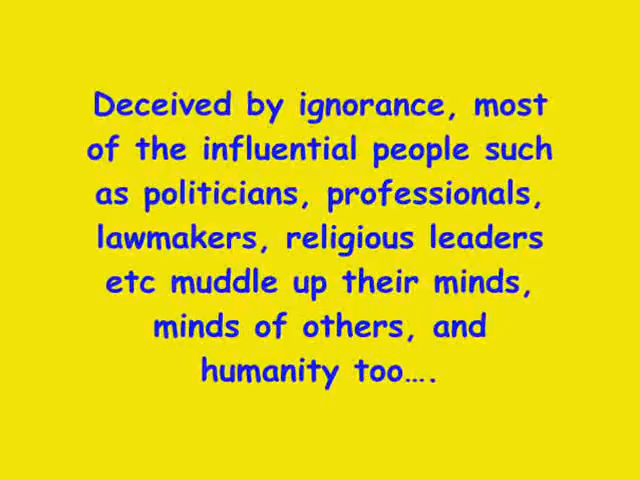 Deceived by ignorance, most
of the influential people such
as politicians, professionals,
lawmakers, religious leaders
etc muddle up their minds,
minds of others, and
humanity too….